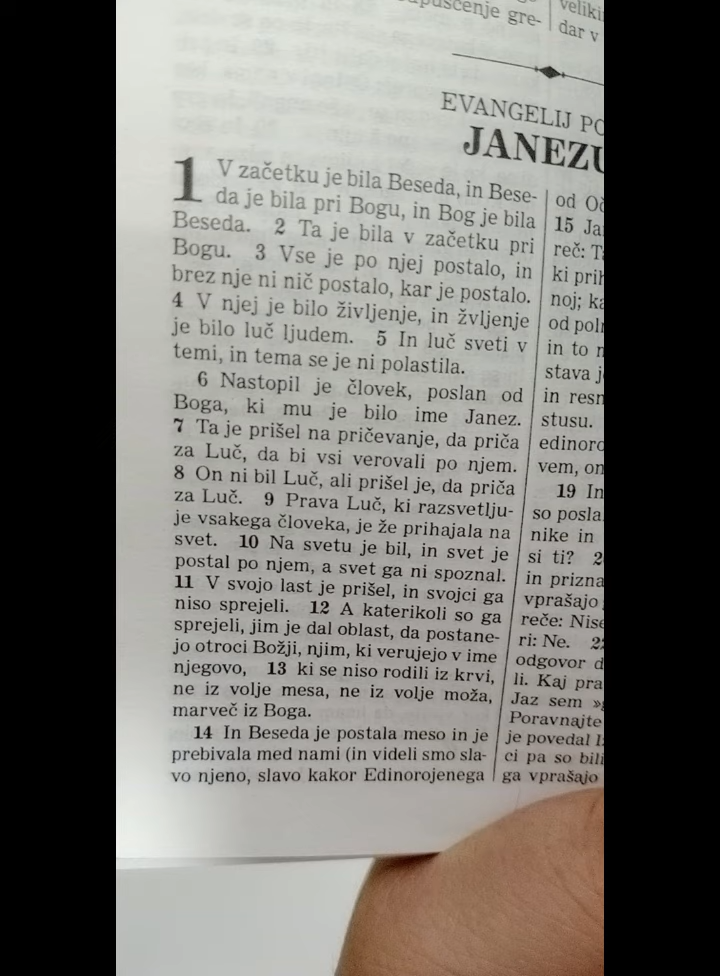 gre-
veliki
dar v
EVANGELIJ PO
JANEZU
1 V začetku je bila Beseda, in Bese-
da je bila pri Bogu, in Bog je bila
Beseda. 2 Ta je bila v začetku pri
Bogu. 3 Vse je po njej postalo, in
brez nje ni nič postalo, kar je postalo.
4 V njej je bilo življenje, in žvljenje
je bilo luč ljudem. 5 In luč sveti v
temi, in tema se je ni polastila.
6 Nastopil je človek, poslan od
Boga, ki mu je bilo ime Janez.
7 Ta je prišel na pričevanje, da priča
za Luč, da bi vsi verovali po njem.
8 On ni bil Luč, ali prišel je, da priča
za Luč. 9 Prava Luč, ki razsvetlju-
je vsakega človeka, je že prihajala na
svet. 10 Na svetu je bil, in svet je
postal po njem, a svet ga ni spoznal.
11 V svojo last je prišel, in svojci ga
niso sprejeli. 12 A katerikoli so ga
sprejeli, jim je dal oblast, da postane-
jo otroci Božji, njim, ki verujejo v ime
njegovo, 13 ki se niso rodili iz krvi,
ne iz volje mesa, ne iz volje moža,
marveč iz Boga.
14 In Beseda je postala meso in je
prebivala med nami (in videli smo sla-
vo njeno, slavo kakor Edinorojenega
od Oč
15 Ja
reč: T
ki prih
noj; ka
od poln
in to n
stava j
in resn
stusu.
edinoro
vem, on
19 In
so posla
nike in
si ti? 2
in prizna
vprašajo
reče: Nise
ri: Ne. 22
odgovor d
li. Kaj pra
Jaz sem »
Poravnajte
je povedal I
ci pa so bili
ga vprašajo